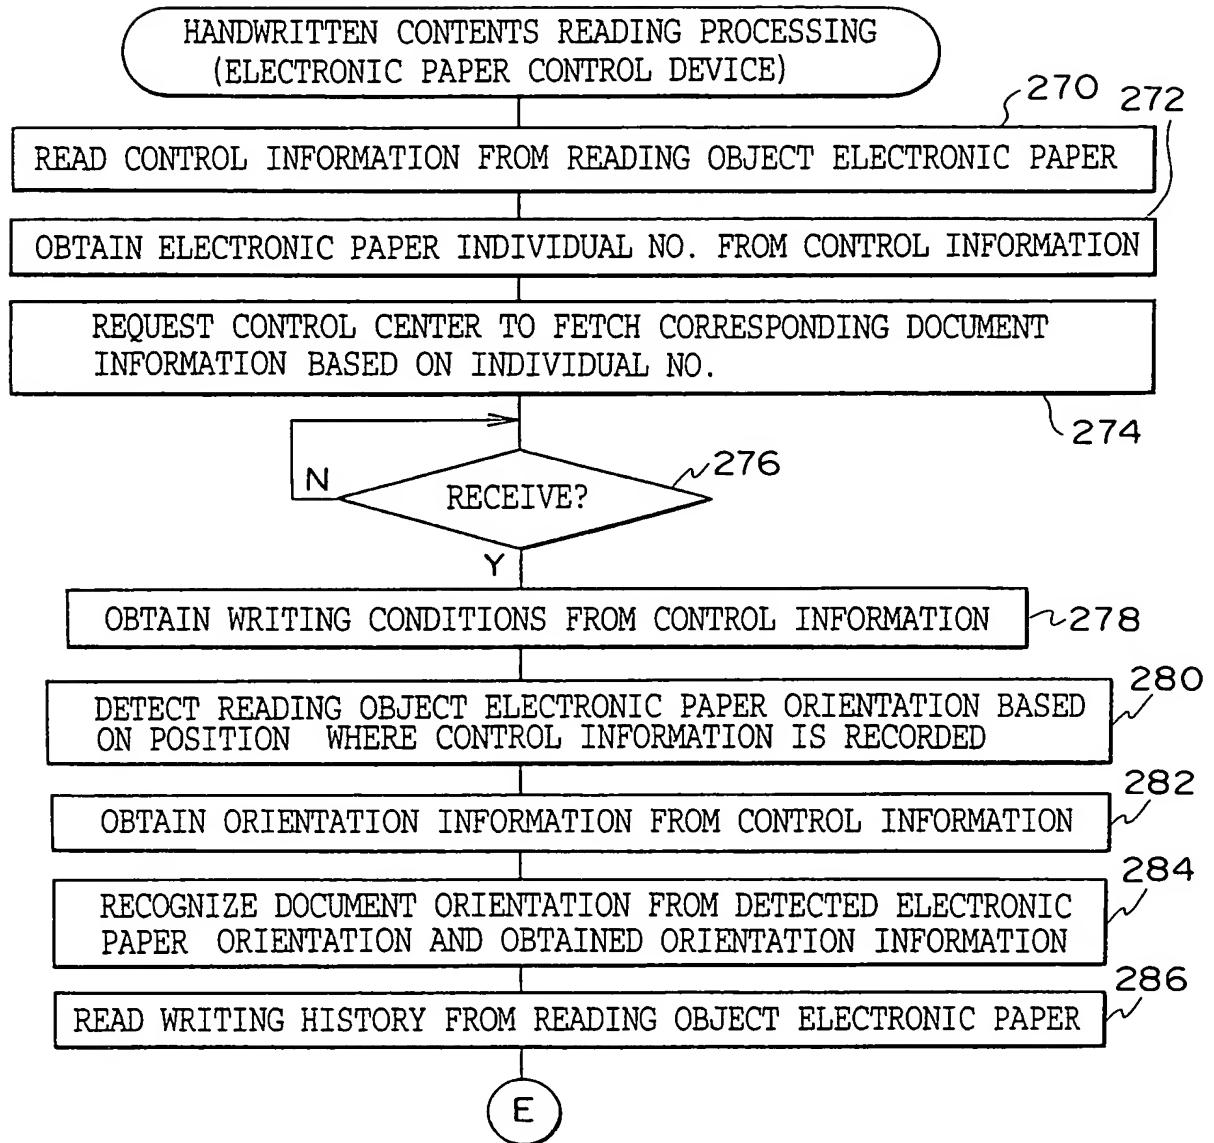 HANDWRITTEN CONTENTS READING PROCESSING
(ELECTRONIC PAPER CONTROL DEVICE)
270
272
READ CONTROL INFORMATION FROM READING OBJECT ELECTRONIC PAPER
OBTAIN ELECTRONIC PAPER INDIVIDUAL NO. FROM CONTROL INFORMATION
REQUEST CONTROL CENTER TO FETCH CORRESPONDING DOCUMENT
INFORMATION BASED ON INDIVIDUAL NO.
274
276
N
RECEIVE?
Y
OBTAIN WRITING CONDITIONS FROM CONTROL INFORMATION
278
280
DETECT READING OBJECT ELECTRONIC PAPER ORIENTATION BASED
ON POSITION WHERE CONTROL INFORMATION IS RECORDED
282
OBTAIN ORIENTATION INFORMATION FROM CONTROL INFORMATION
284
RECOGNIZE DOCUMENT ORIENTATION FROM DETECTED ELECTRONIC
PAPER ORIENTATION AND OBTAINED ORIENTATION INFORMATION
286
READ WRITING HISTORY FROM READING OBJECT ELECTRONIC PAPER
E